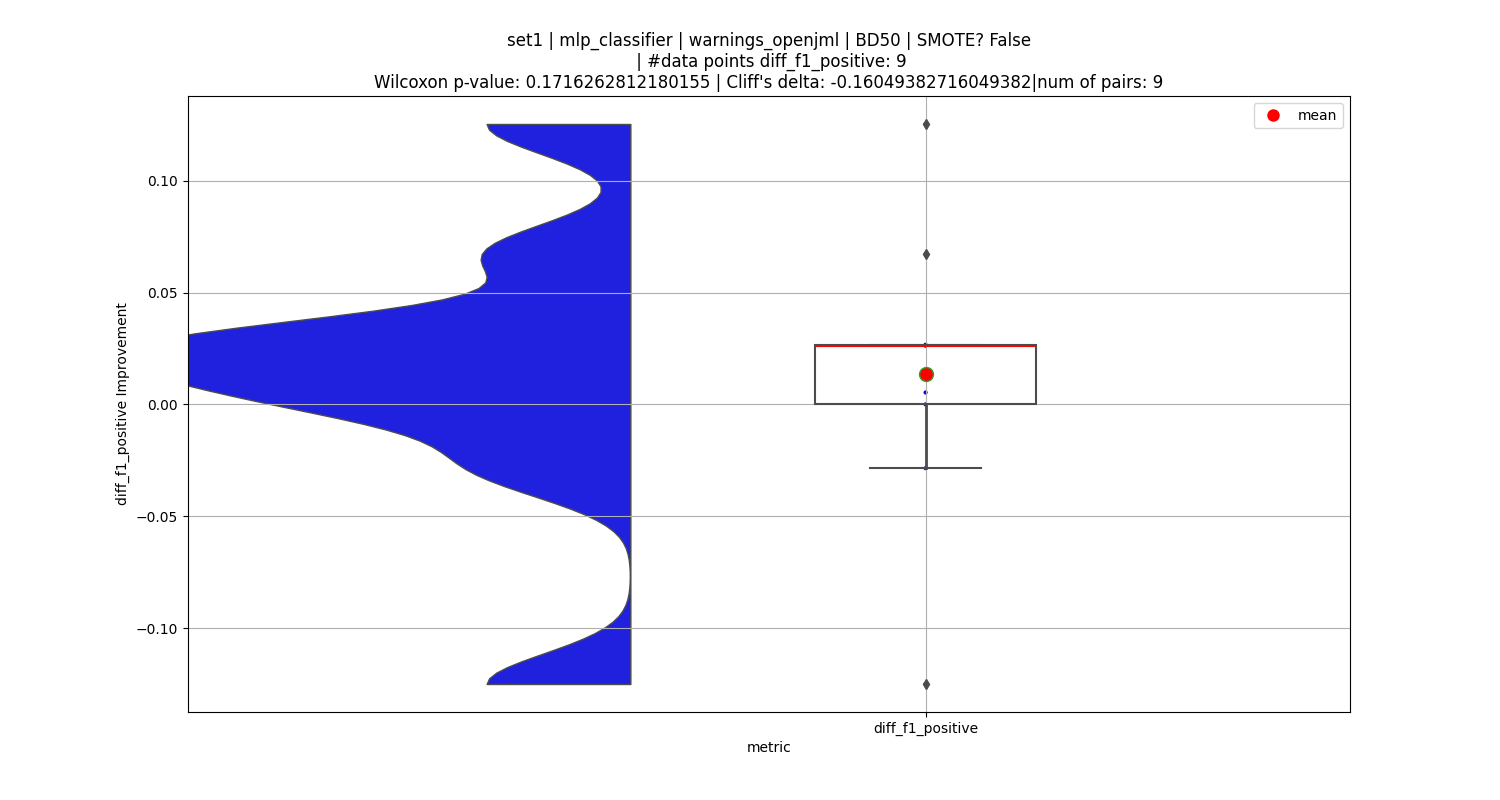 set1 | mlp_classifier | warnings_openjml | BD50 | SMOTE? False
| #data points diff_f1_positive: 9
Wilcoxon p-value: 0.1716262812180155 | Cliff's delta: -0.16049382716049382|num of pairs: 9
mean
0.10
0.05
0.00
−0.05
−0.10
diff_f1_positive Improvement
diff_f1_positive
metric